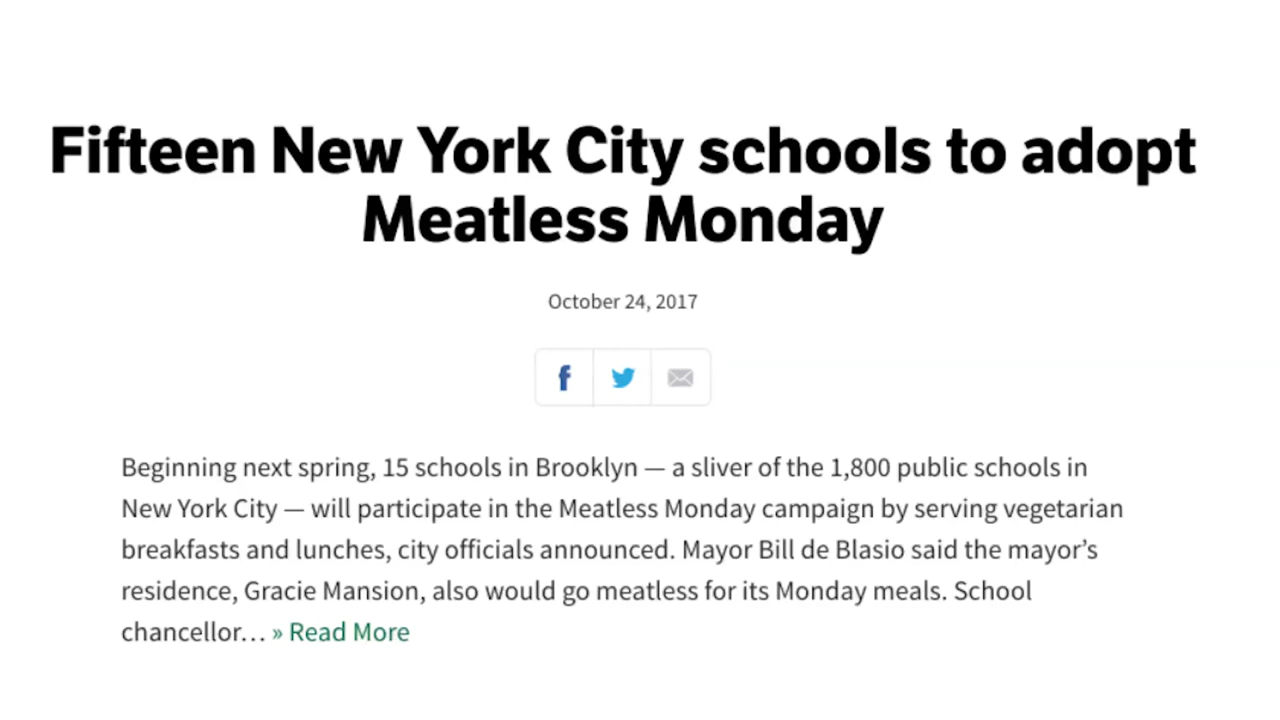 Fifteen New York City schools to adopt
Meatless Monday
October 24, 2017
Beginning next spring, 15 schools in Brooklyn — a sliver of the 1,800 public schools in
New York City — will participate in the Meatless Monday campaign by serving vegetarian
breakfasts and lunches, city officials announced. Mayor Bill de Blasio said the mayor’s
residence, Gracie Mansion, also would go meatless for its Monday meals. School
chancellor… » Read More